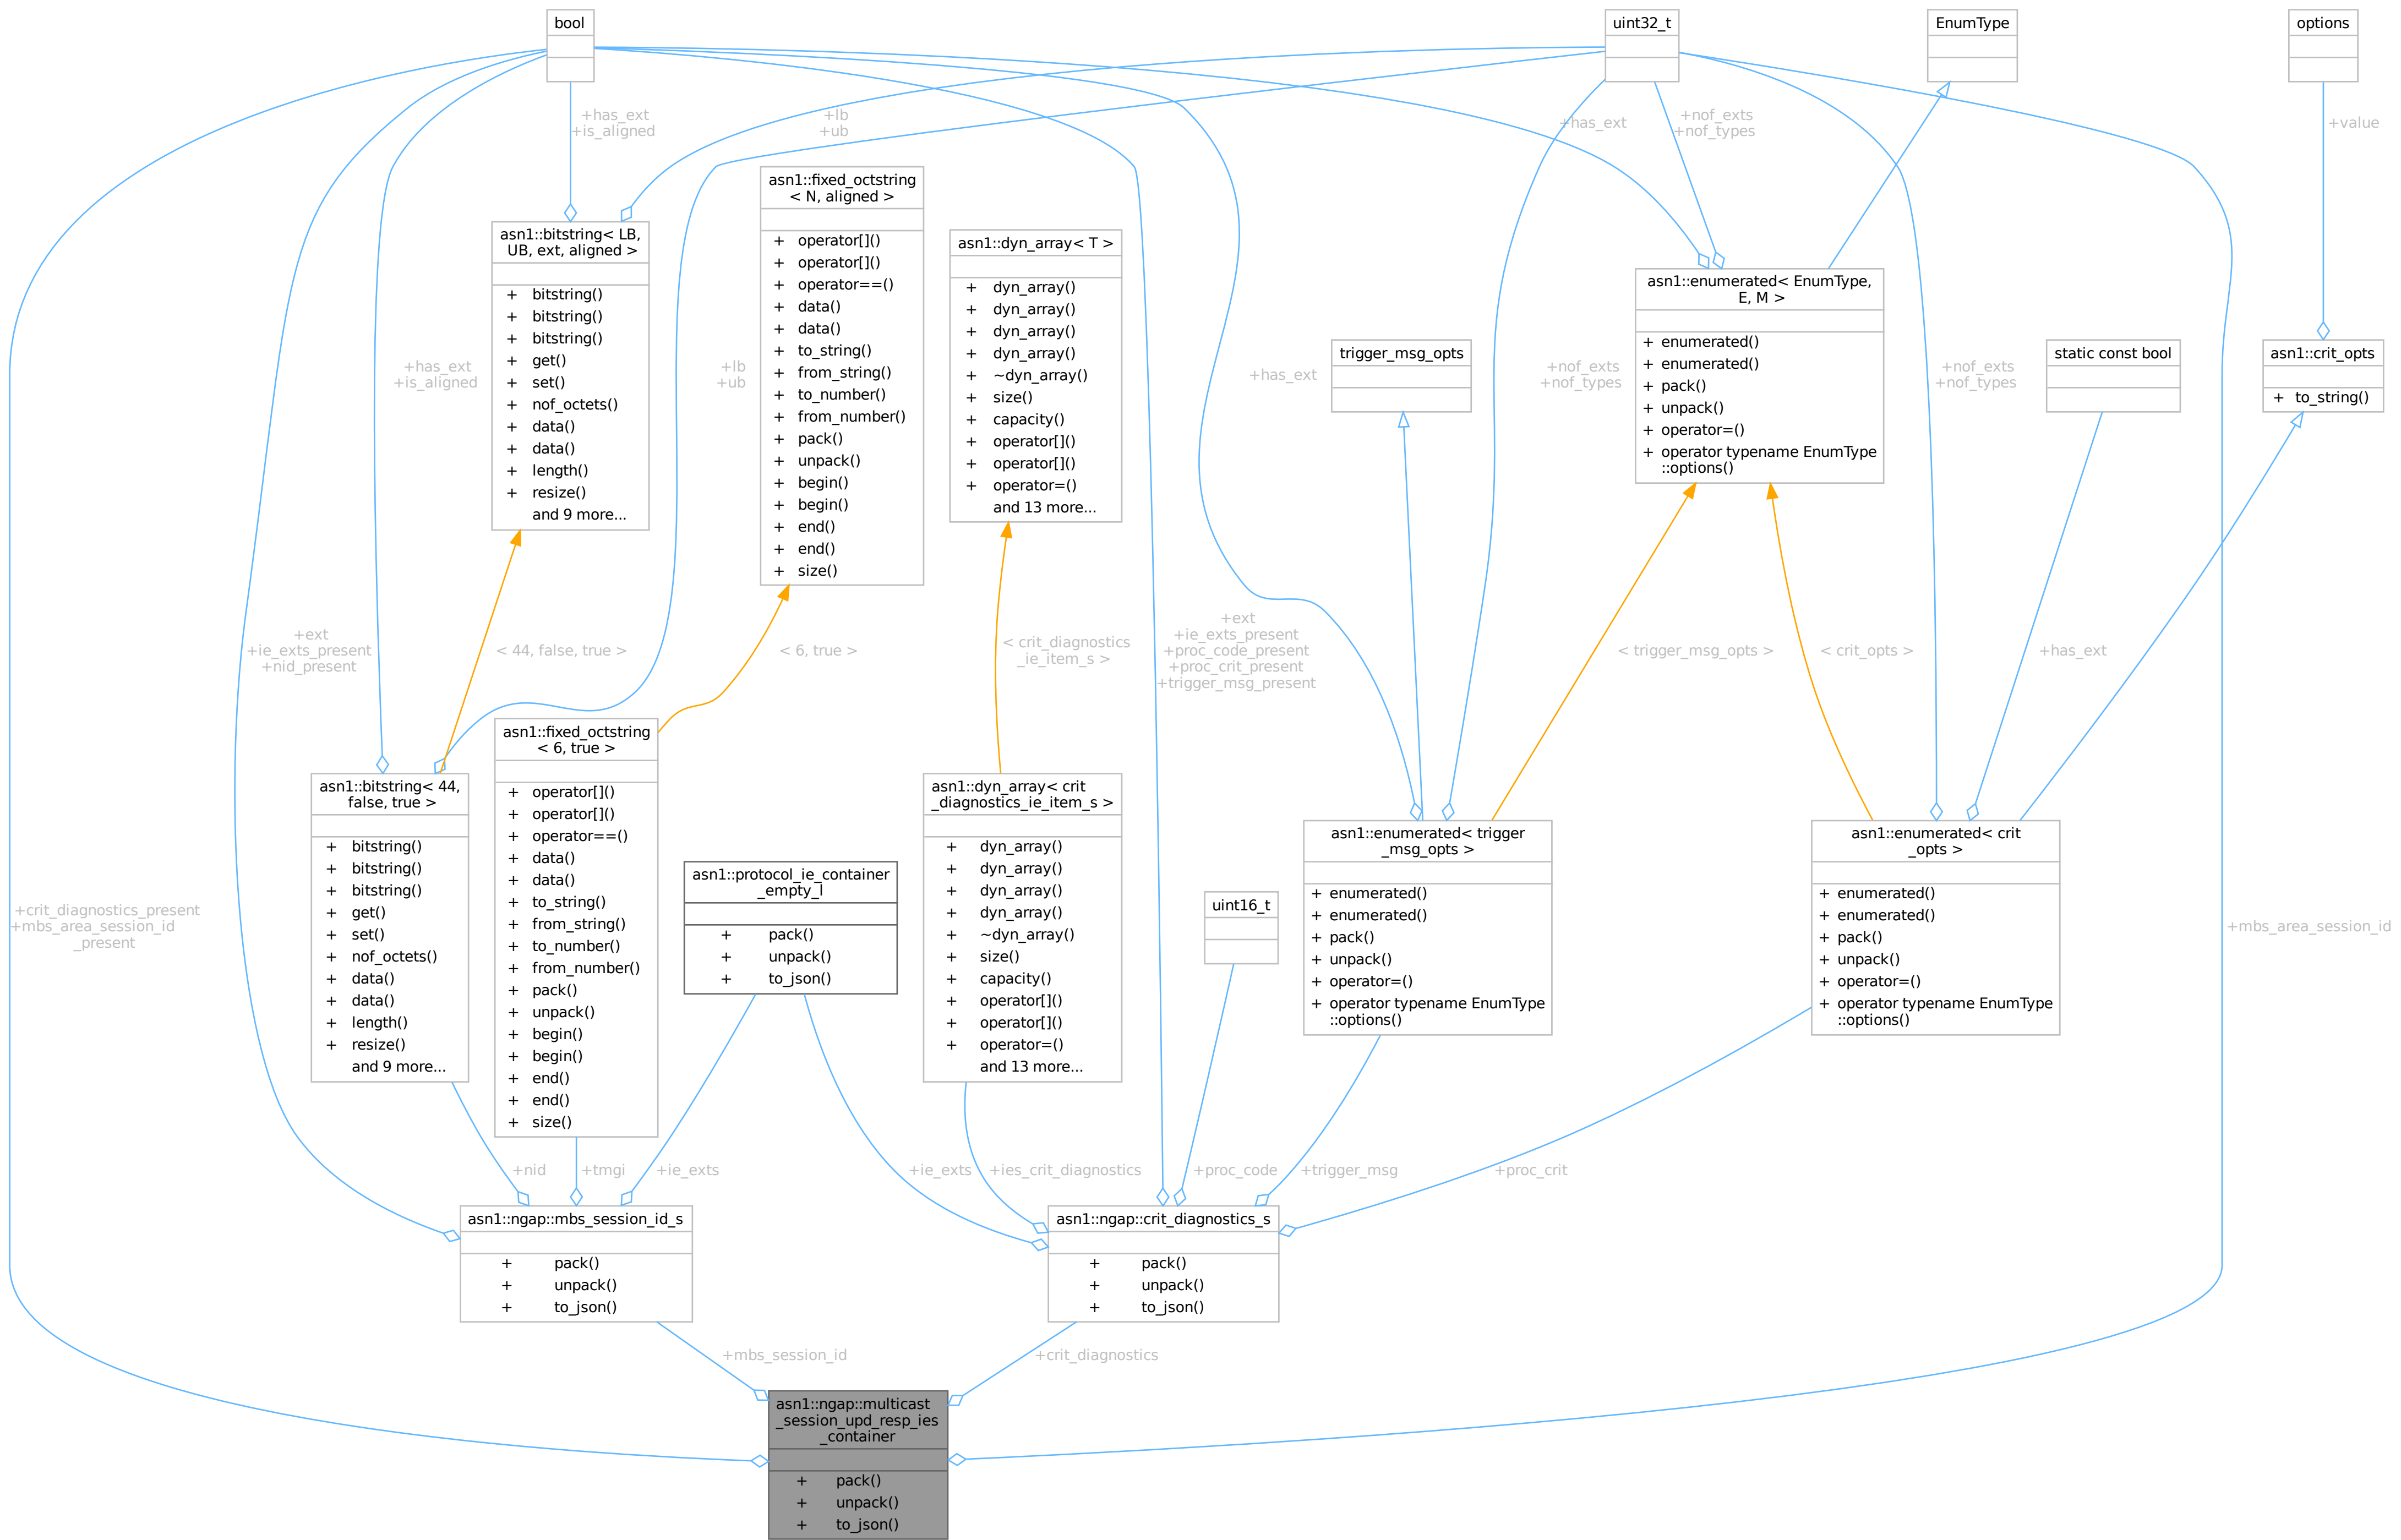 bool
uint32_t
EnumType
options
+has_ext
+is_aligned
+lb
+ub
+has_ext
+nof_exts
+nof_types
+value
asn1::fixed_octstring
< N, aligned >
+ operator[]()
+ operator[]()
+ operator==()
+ data()
+ data()
+ to_string()
+ from_string()
+ to_number()
+ from_number()
+ pack()
+ unpack()
+ begin()
+ begin()
+ end()
+ end()
+ size()
asn1::bitstring< LB,
UB, ext, aligned >
+ bitstring()
+ bitstring()
+ bitstring()
+ get()
+ set()
+ nof_octets()
+ data()
+ data()
+ length()
+ resize()
and 9 more...
asn1::dyn_array< T >
+ dyn_array()
+ dyn_array()
+ dyn_array()
+ dyn_array()
+ ~dyn_array()
+ size()
+ capacity()
+ operator[]()
+ operator[]()
+ operator=()
and 13 more...
asn1::enumerated< EnumType,
E, M >
+ enumerated()
+ enumerated()
+ pack()
+ unpack()
+ operator=()
+ operator typename EnumType
::options()
trigger_msg_opts
static const bool
asn1::crit_opts
+ to_string()
+has_ext
+is_aligned
+lb
+ub
+has_ext
+nof_exts
+nof_types
+nof_exts
+nof_types
+ext
+ie_exts_present
+nid_present
< 44, false, true >
< 6, true >
< crit_diagnostics
_ie_item_s >
+ext
+ie_exts_present
+proc_code_present
+proc_crit_present
+trigger_msg_present
< trigger_msg_opts >
< crit_opts >
+has_ext
asn1::fixed_octstring
< 6, true >
+ operator[]()
+ operator[]()
+ operator==()
+ data()
+ data()
+ to_string()
+ from_string()
+ to_number()
+ from_number()
+ pack()
+ unpack()
+ begin()
+ begin()
+ end()
+ end()
+ size()
asn1::bitstring< 44,
false, true >
+ bitstring()
+ bitstring()
+ bitstring()
+ get()
+ set()
+ nof_octets()
+ data()
+ data()
+ length()
+ resize()
and 9 more...
asn1::dyn_array< crit
_diagnostics_ie_item_s >
+ dyn_array()
+ dyn_array()
+ dyn_array()
+ dyn_array()
+ ~dyn_array()
+ size()
+ capacity()
+ operator[]()
+ operator[]()
+ operator=()
and 13 more...
asn1::enumerated< trigger
_msg_opts >
+ enumerated()
+ enumerated()
+ pack()
+ unpack()
+ operator=()
+ operator typename EnumType
::options()
asn1::enumerated< crit
_opts >
+ enumerated()
+ enumerated()
+ pack()
+ unpack()
+ operator=()
+ operator typename EnumType
::options()
asn1::protocol_ie_container
_empty_l
+ pack()
+ unpack()
+ to_json()
uint16_t
+crit_diagnostics_present
+mbs_area_session_id
_present
+mbs_area_session_id
+nid
+tmgi
+ie_exts
+ie_exts
+ies_crit_diagnostics
+proc_code
+trigger_msg
+proc_crit
asn1::ngap::mbs_session_id_s
+ pack()
+ unpack()
+ to_json()
asn1::ngap::crit_diagnostics_s
+ pack()
+ unpack()
+ to_json()
+mbs_session_id
+crit_diagnostics
asn1::ngap::multicast
_session_upd_resp_ies
_container
+ pack()
+ unpack()
+ to_json()